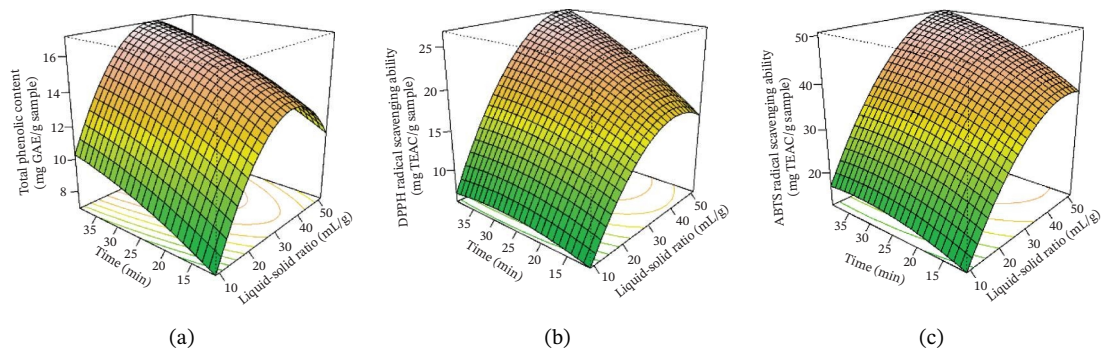 Total phenolic content
(mg GAE/g sample)
16
14
12
10
8
35
30
25
20
15
Time (min)
10
20
30
40
50
Liquid-solid ratio (mL/g)
(a)
DPPH radical scavenging ability
(mg TEAC/g sample)
25
20
15
10
35
30
25
20
15
Time (min)
10
20
30
40
50
Liquid-solid ratio (mL/g)
(b)
ABTS radical scavenging ability
(mg TEAC/g sample)
50
40
30
20
35
30
25
20
15
Time (min)
10
20
30
40
50
Liquid-solid ratio (mL/g)
(c)